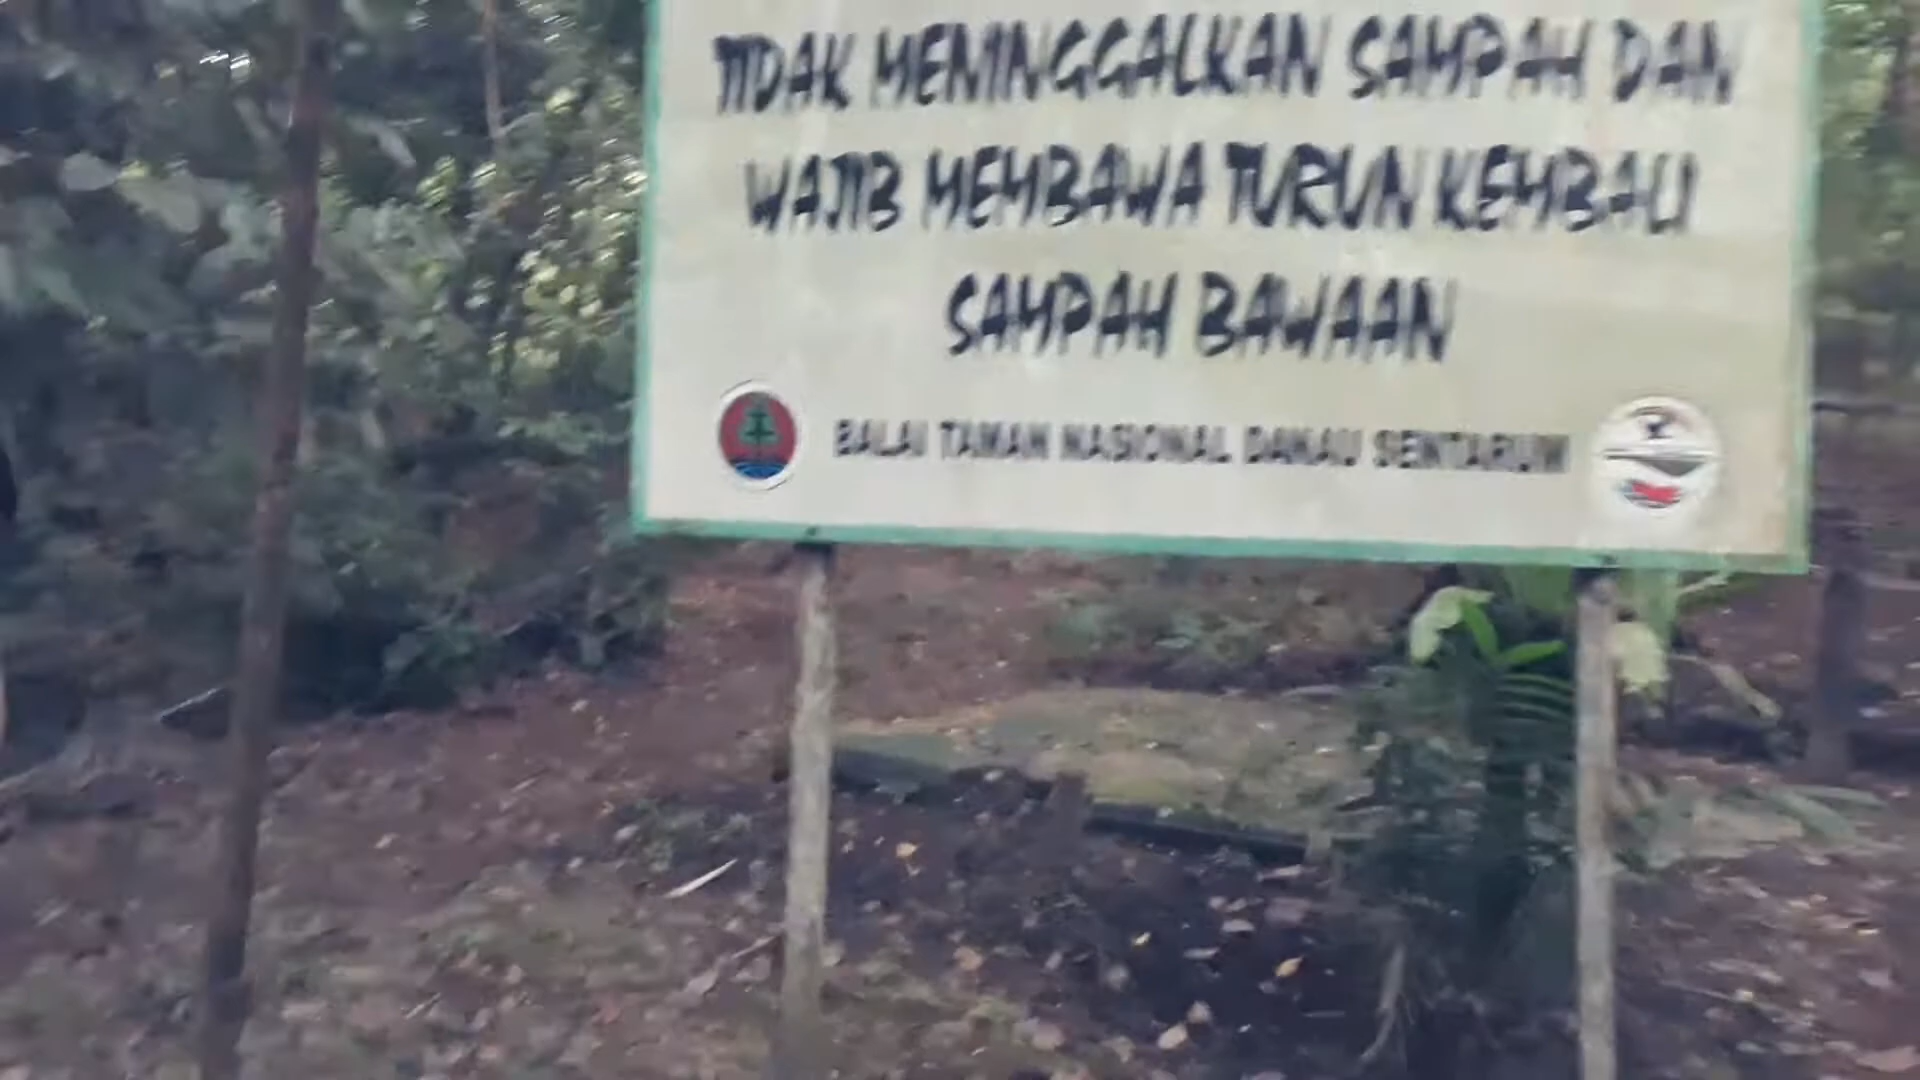 TIDAK MENINGGALKAN SAMPAH DAN
WAJIB MEMBAWA TURUN KEMBALI
SAMPAH BAWAAN
BALAI TAMAN NASIONAL DANAU SENTARUM